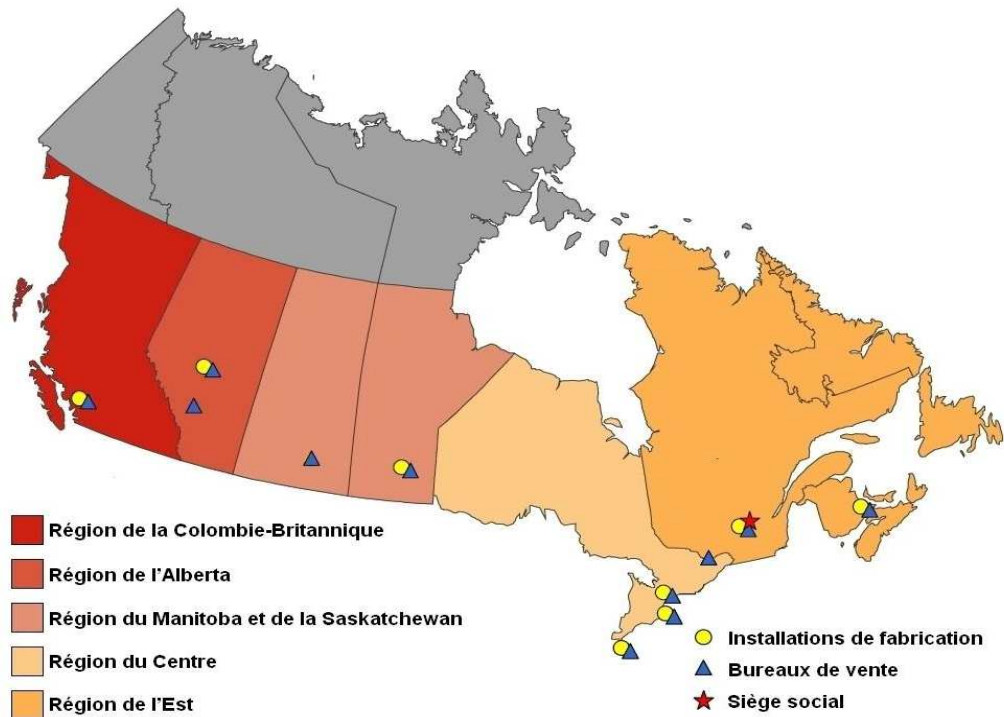 Région de la Colombie-Britannique
Région de l'Alberta
Région du Manitoba et de la Saskatchewan
Région du Centre
Région de l'Est
Installations de fabrication
Bureaux de vente
Siège social